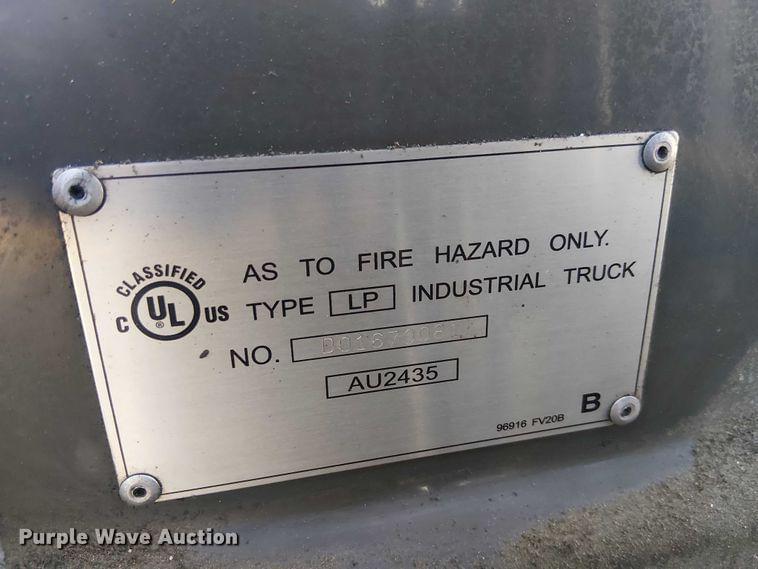 CLASSIFIED
C UL US
®
AS TO FIRE HAZARD ONLY.
TYPE LP INDUSTRIAL TRUCK
NO.
AU2435
96916 FV20B
B
Purple Wave Auction